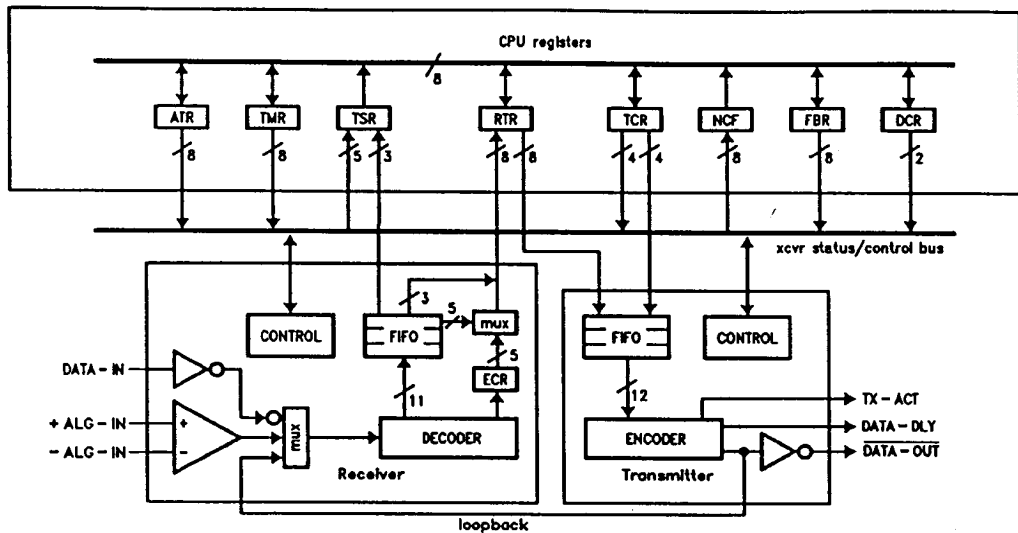 CPU registers
8
ATR
TMR
TSR
RTR
TCR
NCF
FBR
DCR
8
8
5
3
8
8
4
4
8
8
2
xcvr status/control bus
3
5
CONTROL
FIFO
mux
FIFO
CONTROL
5
DATA-IN
11
ECR
12
TX-ACT
+ ALG-IN
+
mux
DECODER
ENCODER
DATA-DLY
- ALG-IN
-
DATA-OUT
Receiver
Transmitter
loopback